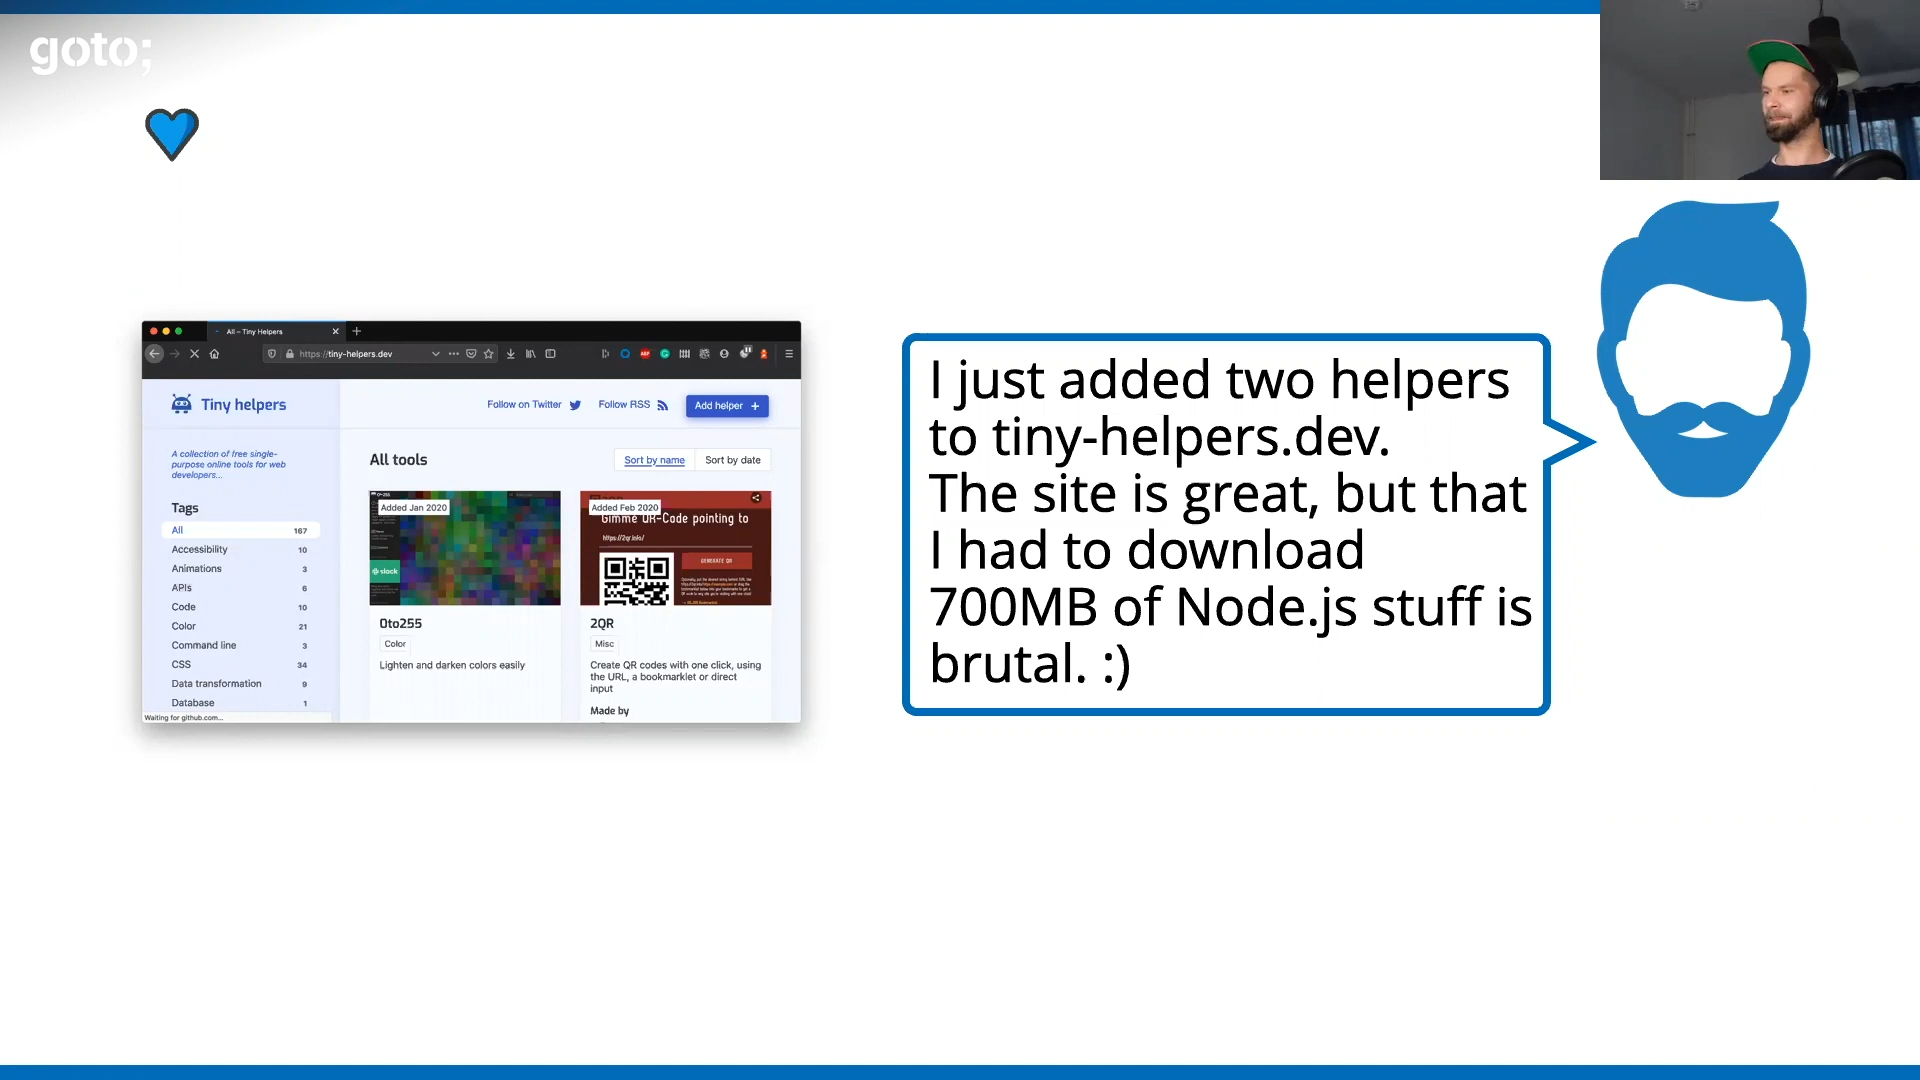 goto;
All – Tiny Helpers
https://tiny-helpers.dev
Tiny helpers
Follow on Twitter
Follow RSS
Add helper +
A collection of free single-
purpose online tools for web
developers...
Tags
All 167
Accessibility 10
Animations 3
APIs 6
Code 10
Color 21
Command line 3
CSS 34
Data transformation 9
Database 1
Waiting for github.com...
All tools
Sort by name
Sort by date
Added Jan 2020
slack
0to255
Color
Lighten and darken colors easily
Added Feb 2020
Gimme QR-Code pointing to
https://2qr.info/
GENERATE QR
2QR
Misc
Create QR codes with one click, using
the URL, a bookmarklet or direct
input
Made by
I just added two helpers
to tiny-helpers.dev.
The site is great, but that
I had to download
700MB of Node.js stuff is
brutal. :)